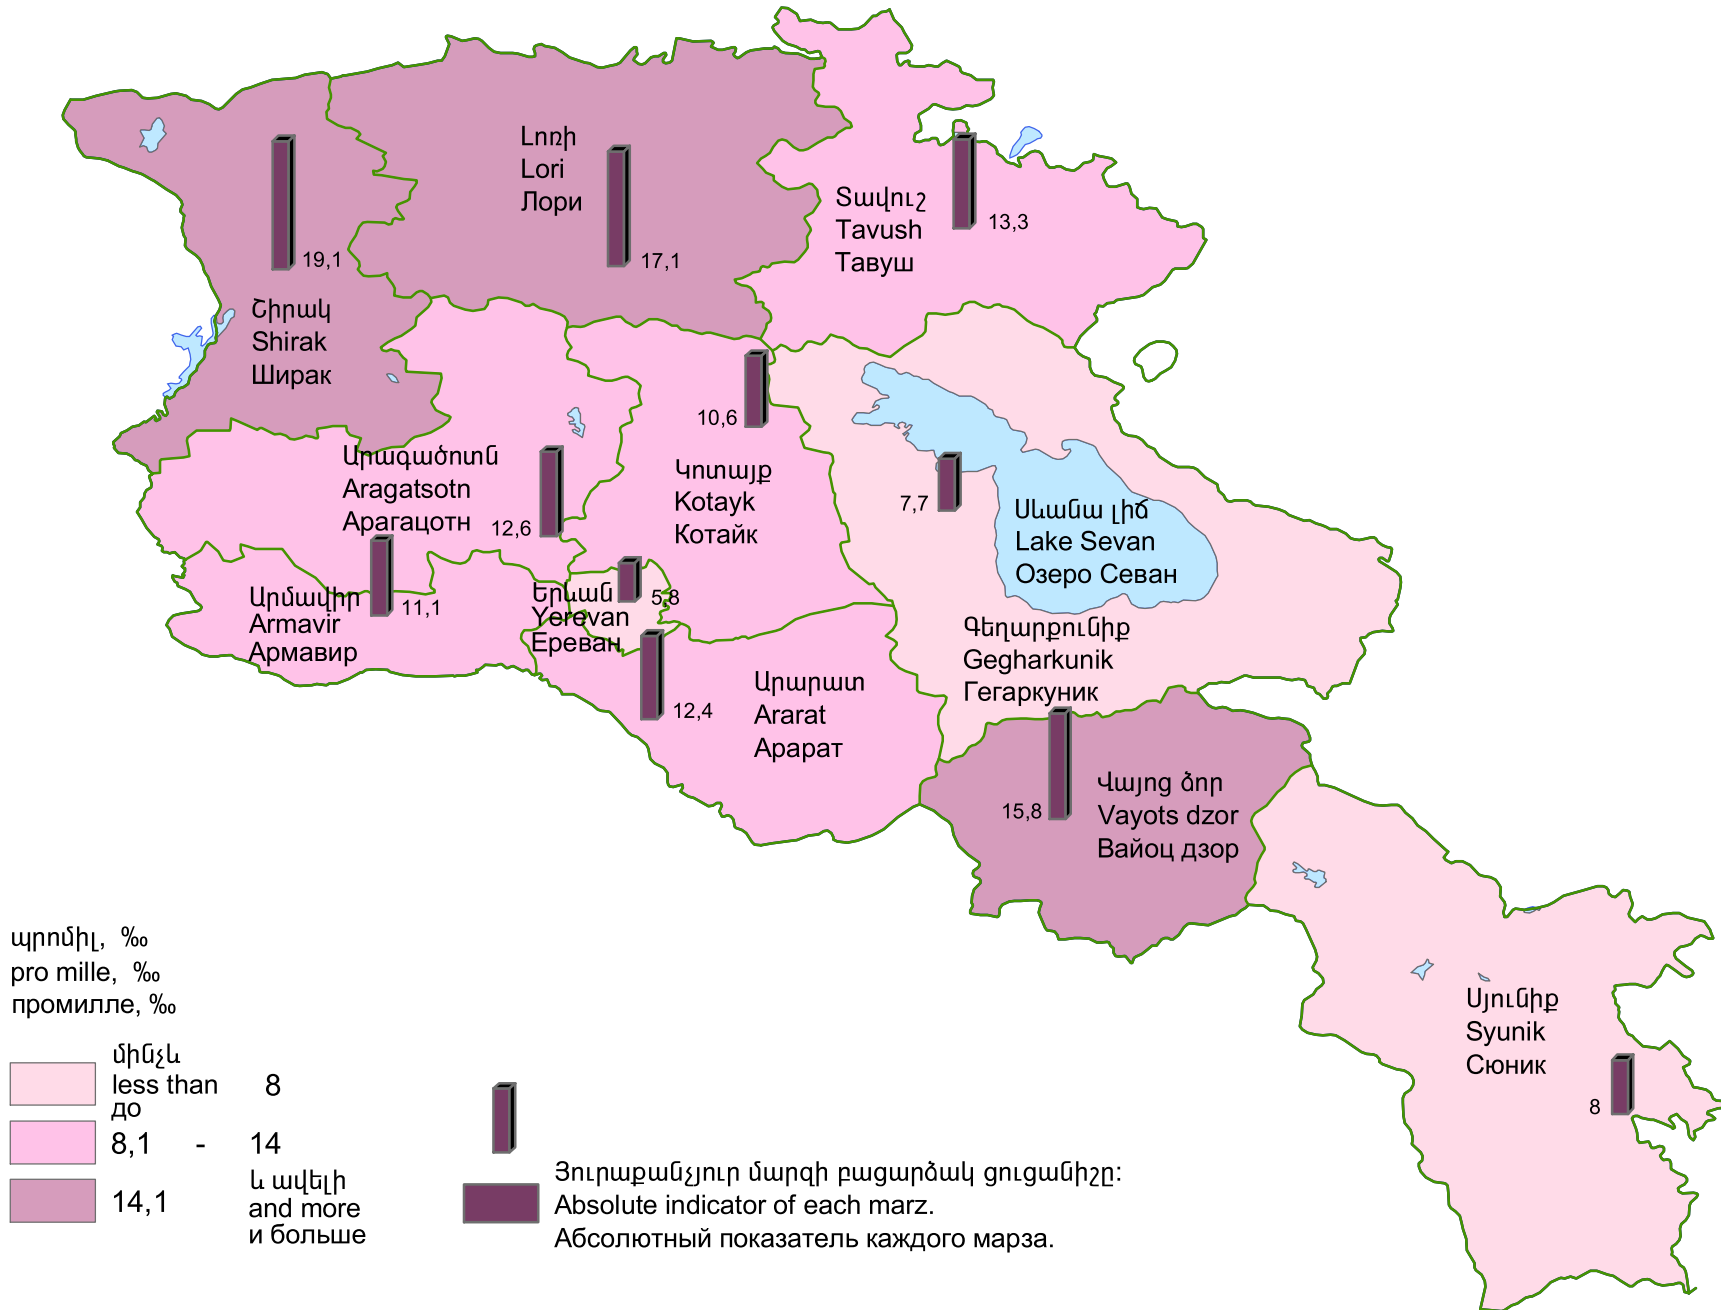 Լոռի
Lori
Лори
17,1
19,1
Շիրակ
Shirak
Ширак
Տավուշ
Tavush
Тавуш
13,3
10,6
Կոտայք
Kotayk
Котайк
Արագածոտն
Aragatsotn
Арагацотн
12,6
7,7
Սևանա լիճ
Lake Sevan
Озеро Севан
Արմավիր
Armavir
Армавир
11,1
Երևան
Yerevan
Ереван
5,8
12,4
Արարատ
Ararat
Арарат
Գեղարքունիք
Gegharkunik
Гегаркуник
15,8
Վայոց ձոր
Vayots dzor
Вайоц дзор
Սյունիք
Syunik
Сюник
8
պրոմիլ, ‰
pro mille, ‰
промилле, ‰
մինչև
less than 8
до
8,1 - 14
14,1
և ավելի
and more
и больше
Յուրաքանչյուր մարզի բացարձակ ցուցանիշը:
Absolute indicator of each marz.
Абсолютный показатель каждого марза.